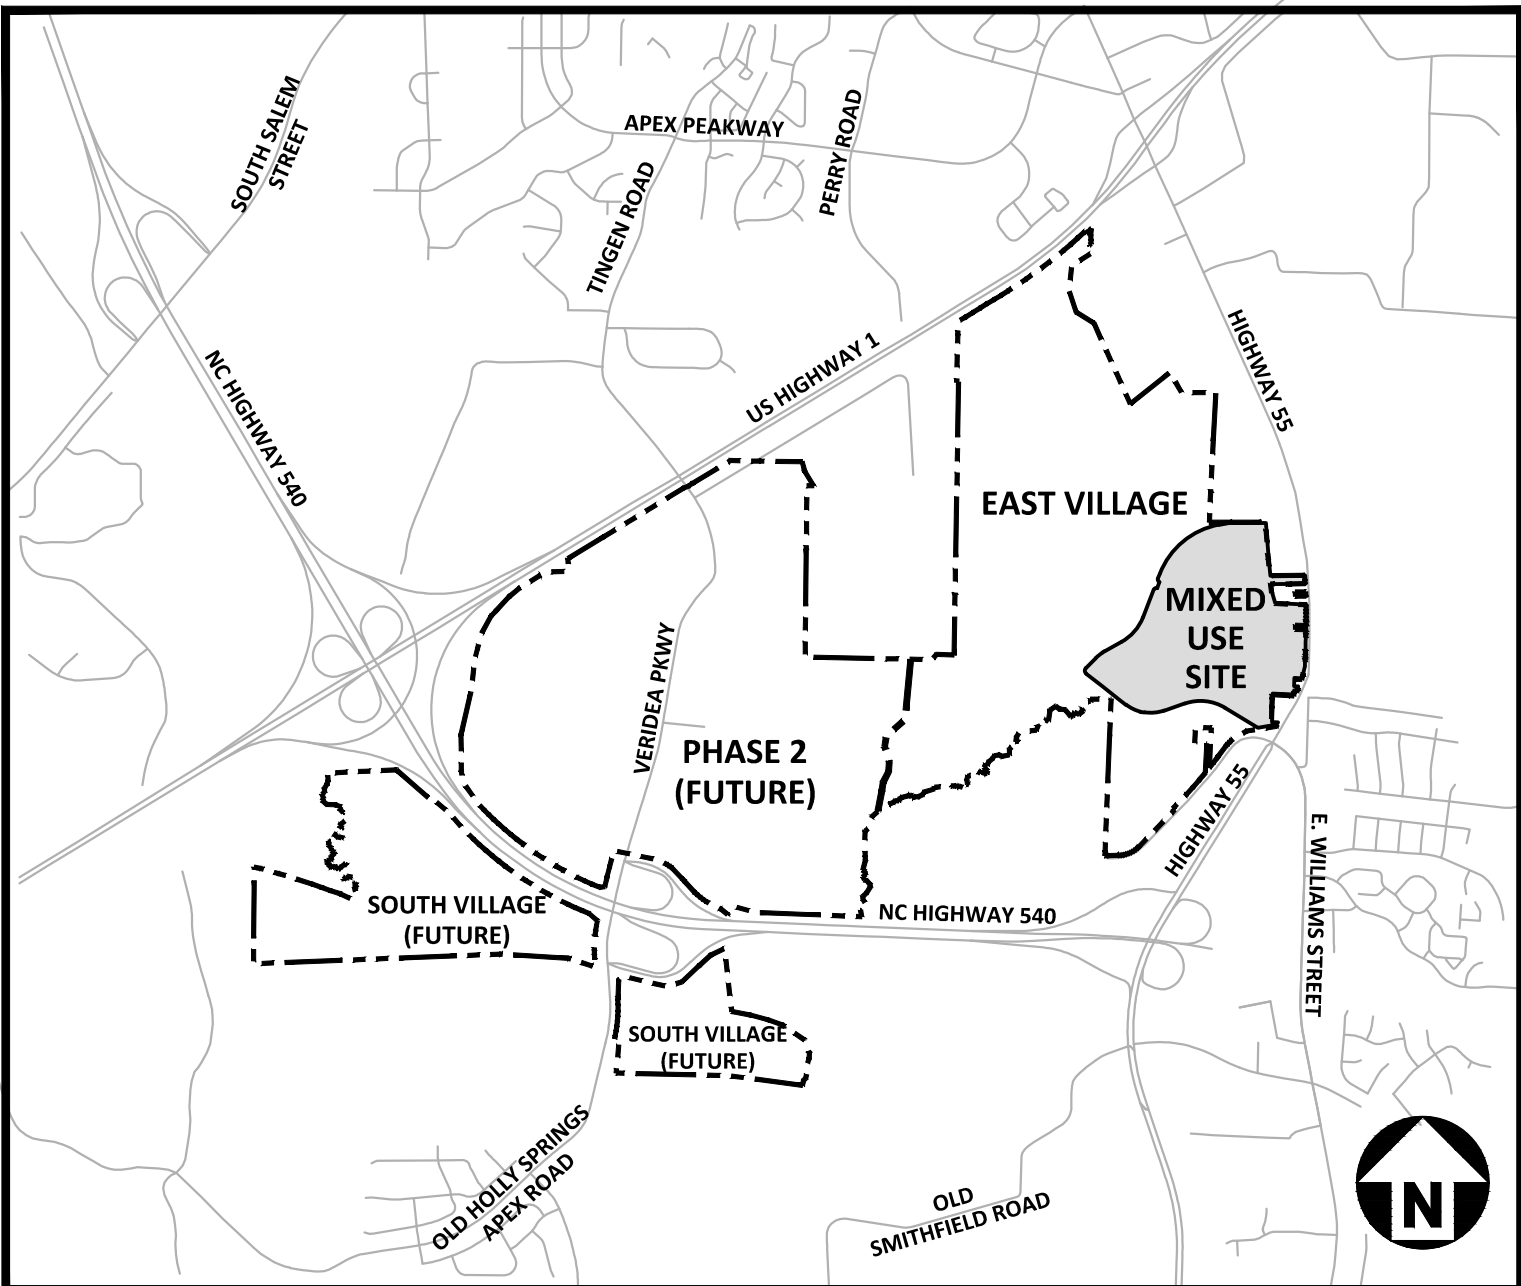 SOUTH SALEM
STREET
APEX PEAKWAY
PERRY ROAD
TINGEN ROAD
NC HIGHWAY 540
US HIGHWAY 1
HIGHWAY 55
EAST VILLAGE
MIXED
USE
SITE
VERIDEA PKWY
PHASE 2
(FUTURE)
HIGHWAY 55
E. WILLIAMS STREET
SOUTH VILLAGE
(FUTURE)
NC HIGHWAY 540
SOUTH VILLAGE
(FUTURE)
OLD HOLLY SPRINGS
APEX ROAD
OLD
SMITHFIELD ROAD
N